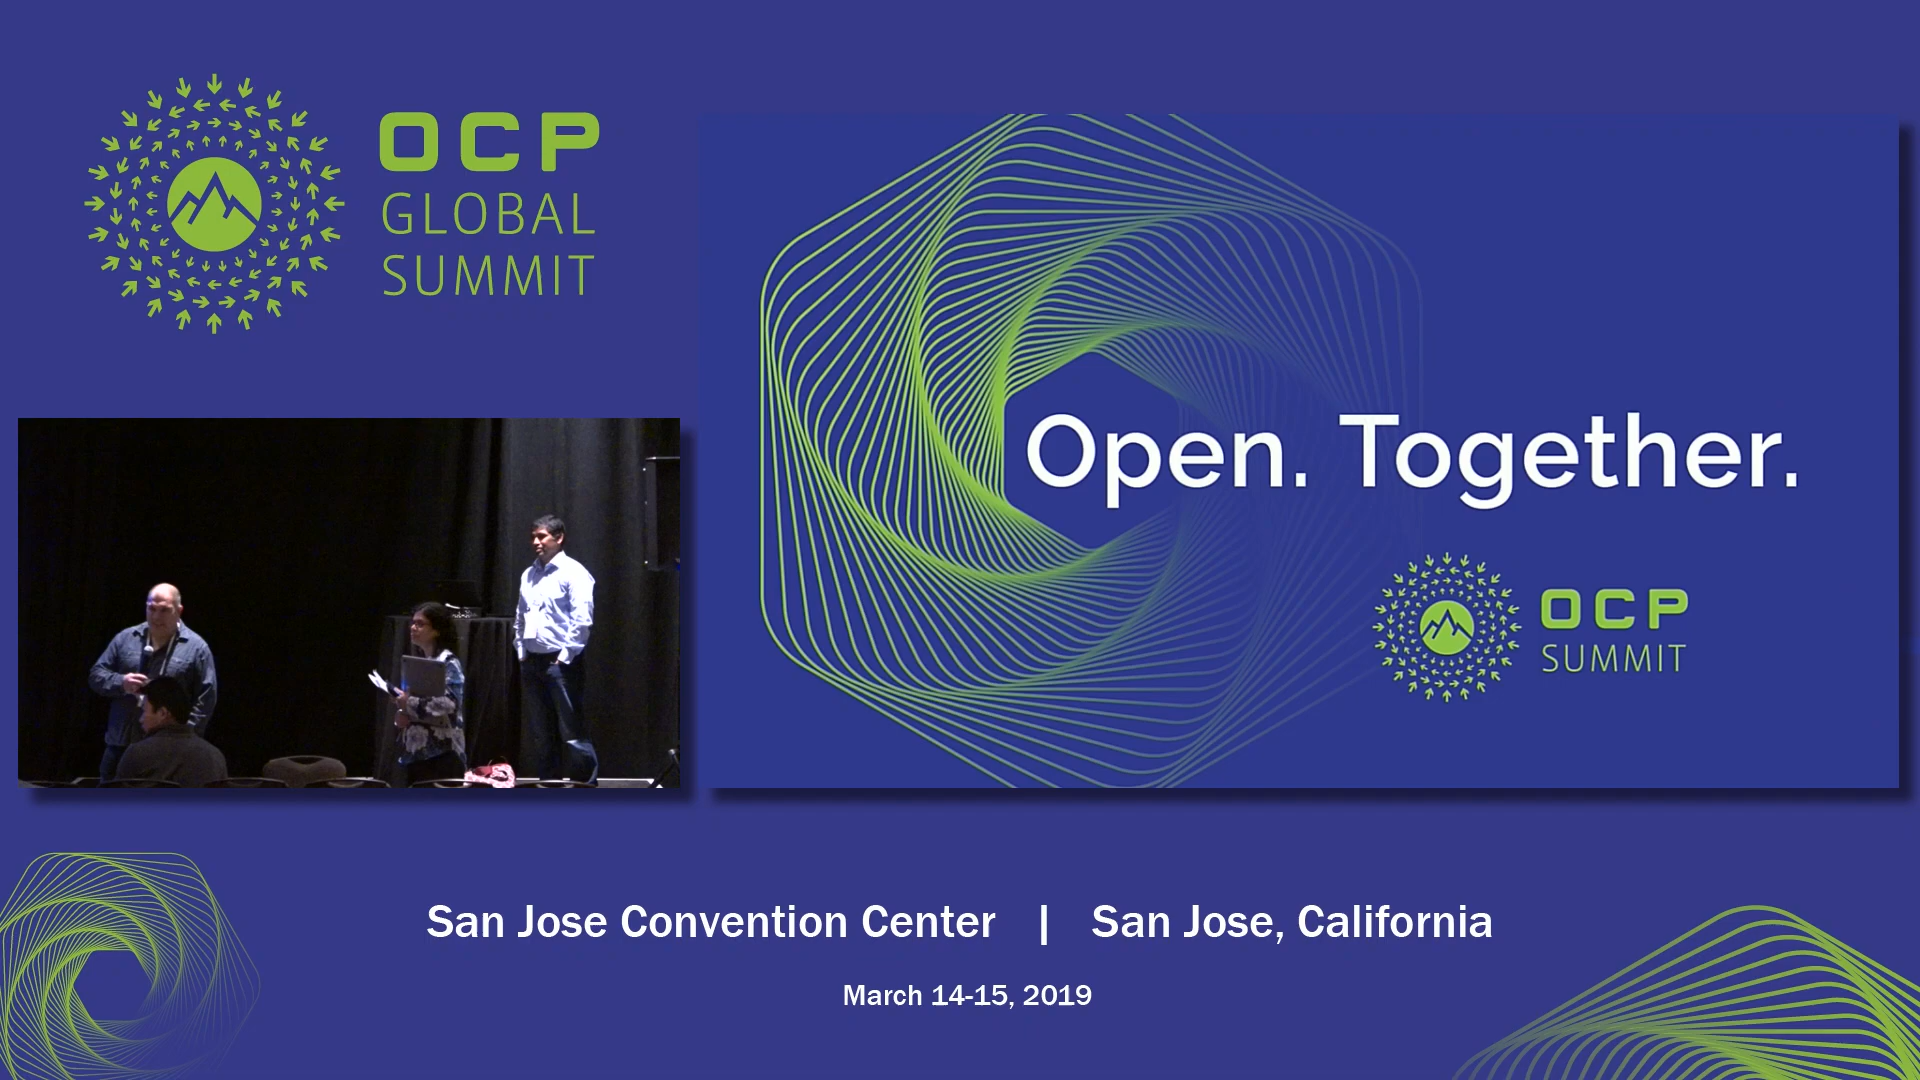 OCP
GLOBAL
SUMMIT
Open. Together.
OCP
SUMMIT
San Jose Convention Center | San Jose, California
March 14-15, 2019